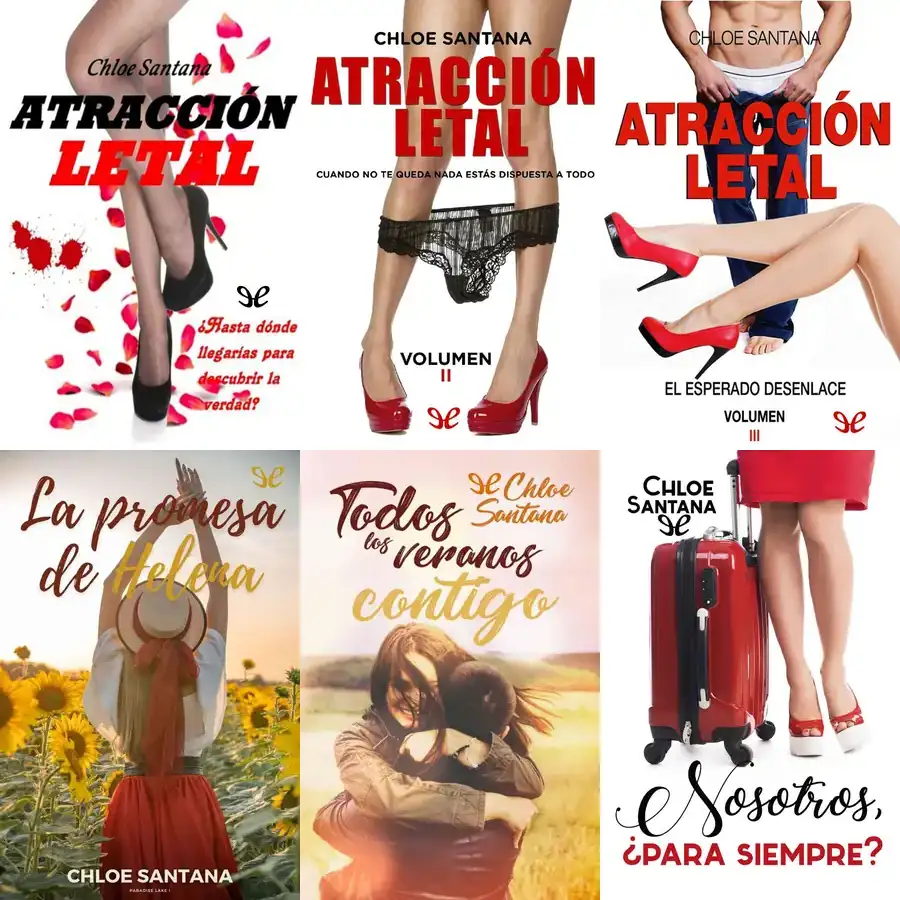 Chloe Santana
ATRACCIÓN
LETAL
¿Hasta dónde
llegarías para
descubrir la
verdad?
CHLOE SANTANA
ATRACCIÓN
LETAL
CUANDO NO TE QUEDA NADA ESTÁS DISPUESTA A TODO
VOLUMEN
II
CHLOE SANTANA
ATRACCIÓN
LETAL
EL ESPERADO DESENLACE
VOLUMEN
III
La promesa
de Helena
CHLOE SANTANA
PARADISE LAKE I
Chloe
Santana
Todos
los veranos
contigo
CHLOE
SANTANA
Nosotros,
¿PARA SIEMPRE?